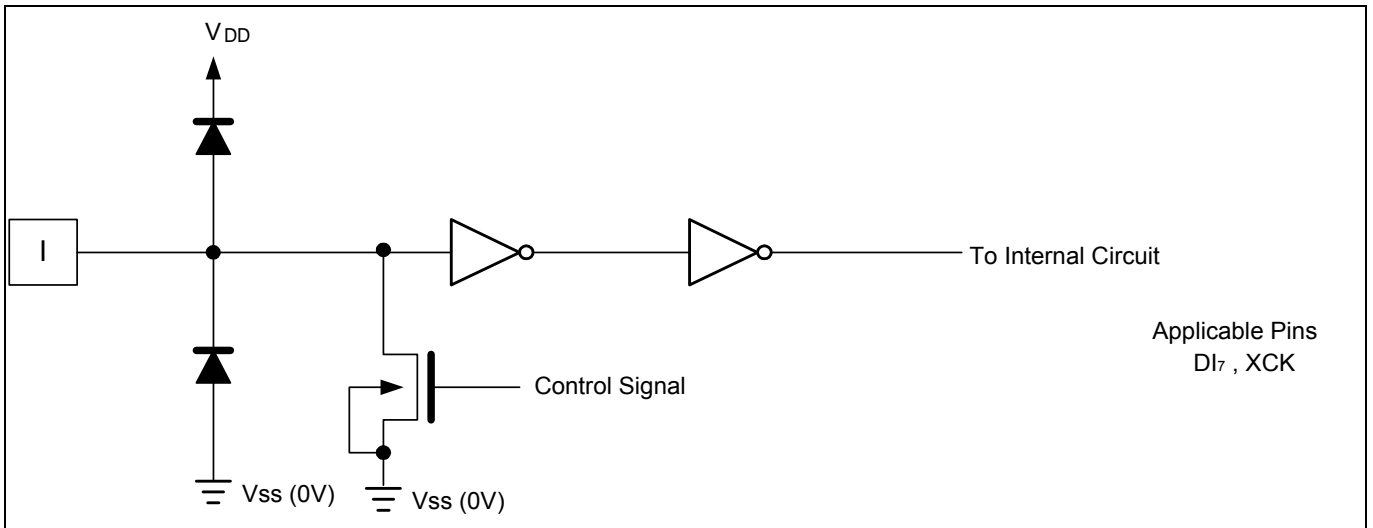 VDD
I
To Internal Circuit
Applicable Pins
DI7 , XCK
Control Signal
Vss (0V)
Vss (0V)